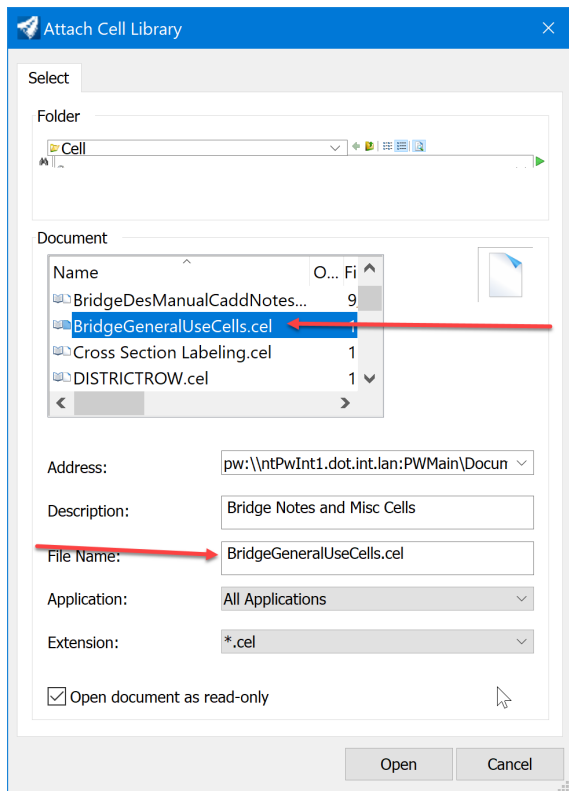 Attach Cell Library
Select
Folder
Cell
Document
Name O... Fi
BridgeDesManualCaddNotes... 9
BridgeGeneralUseCells.cel 1
Cross Section Labeling.cel 1
DISTRICTROW.cel 1
Address: pw:\\ntPwInt1.dot.int.lan:PWMain\Docun
Description: Bridge Notes and Misc Cells
File Name: BridgeGeneralUseCells.cel
Application: All Applications
Extension: *.cel
Open document as read-only
Open Cancel